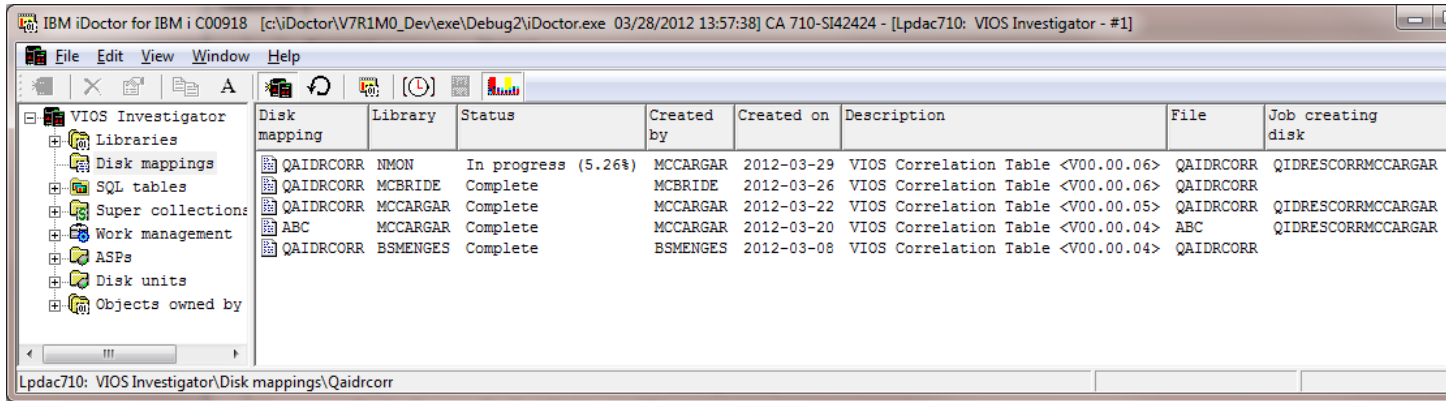 IBM iDoctor for IBM i C00918 [c:\iDoctor\V7R1M0_Dev\exe\Debug2\iDoctor.exe 03/28/2012 13:57:38] CA 710-SI42424 - [Lpdac710: VIOS Investigator - #1]
File Edit View Window Help
A
VIOS Investigator
Libraries
Disk mappings
SQL tables
Super collections
Work management
ASPs
Disk units
Objects owned by
Disk mapping Library Status Created by Created on Description File Job creating disk
QAIDRCORR NMON In progress (5.26%) MCCARGAR 2012-03-29 VIOS Correlation Table <V00.00.06> QAIDRCORR QIDRESCORRMCCARGAR
QAIDRCORR MCBRIDE Complete MCBRIDE 2012-03-26 VIOS Correlation Table <V00.00.06> QAIDRCORR
QAIDRCORR MCCARGAR Complete MCCARGAR 2012-03-22 VIOS Correlation Table <V00.00.05> QAIDRCORR QIDRESCORRMCCARGAR
ABC MCCARGAR Complete MCCARGAR 2012-03-20 VIOS Correlation Table <V00.00.04> ABC QIDRESCORRMCCARGAR
QAIDRCORR BSMENGES Complete BSMENGES 2012-03-08 VIOS Correlation Table <V00.00.04> QAIDRCORR
Lpdac710: VIOS Investigator\Disk mappings\Qaidrcorr